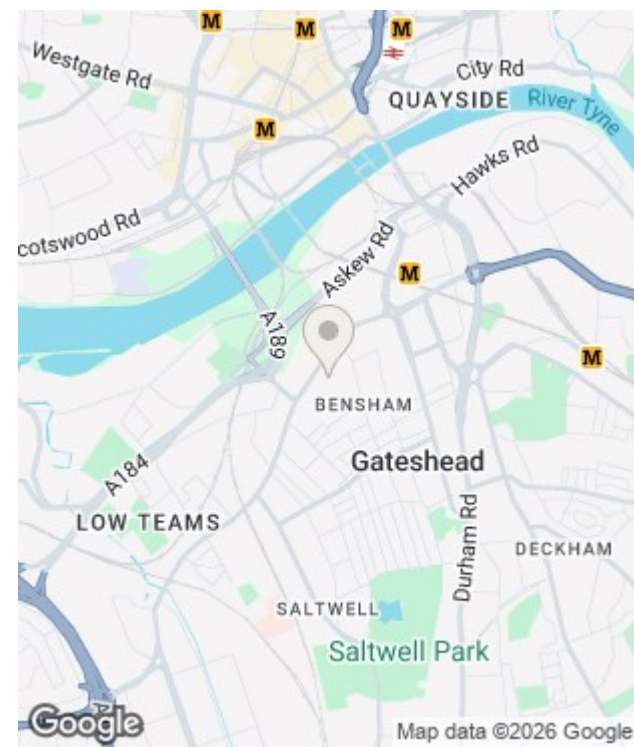 M
M
M
Westgate Rd
City Rd
QUAYSIDE
River Tyne
M
Hawks Rd
cotswood Rd
Askew Rd
M
A189
M
BENSHAM
Gateshead
A184
LOW TEAMS
Durham Rd
DECKHAM
SALTWELL
Saltwell Park
Google
Map data ©2026 Google